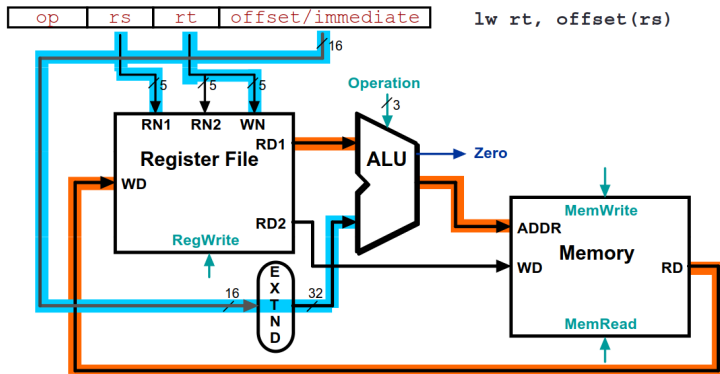 op rs rt offset/immediate lw rt, offset(rs)
16
5 5 5
Operation
3
RN1 RN2 WN
RD1
Register File
ALU
Zero
WD
MemWrite
ADDR
RD2
RegWrite
Memory
WD RD
E
X
T
N
D
16 32
MemRead